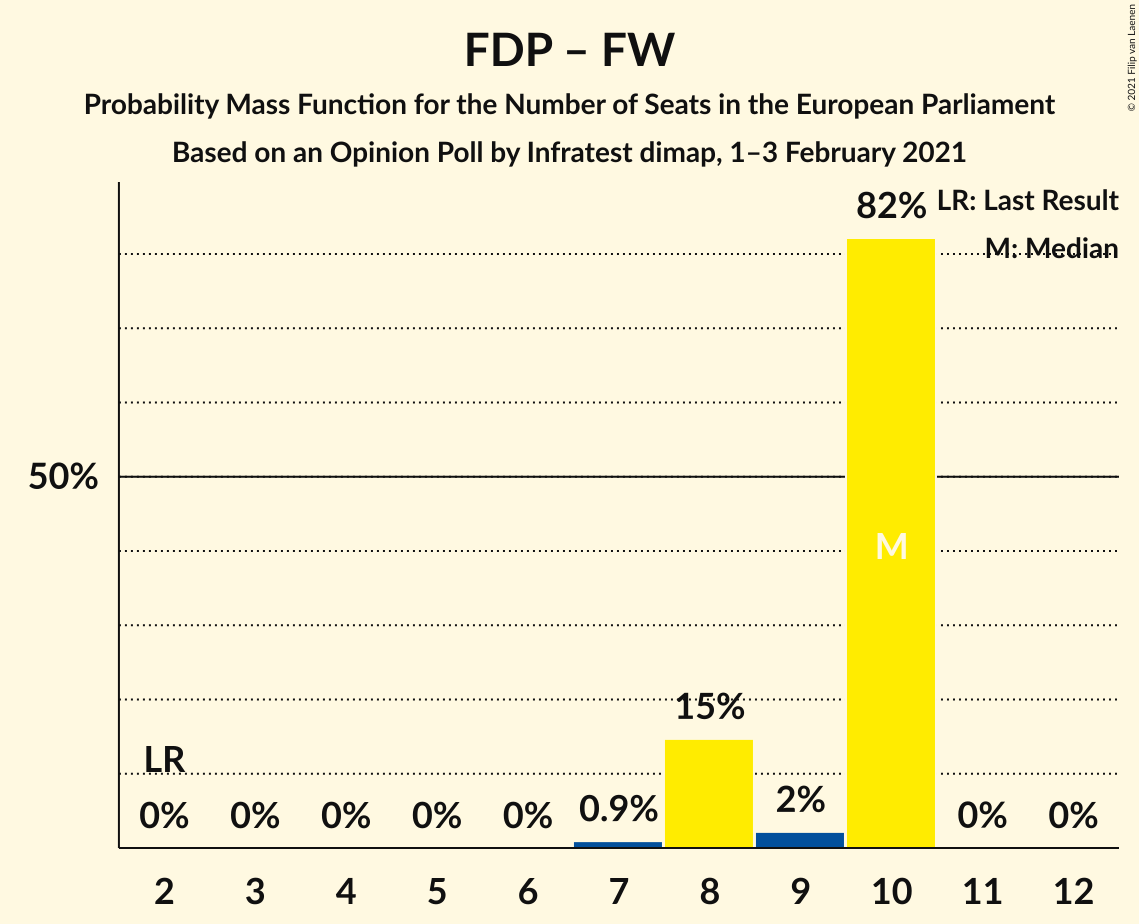 FDP – FW
Probability Mass Function for the Number of Seats in the European Parliament
Based on an Opinion Poll by Infratest dimap, 1–3 February 2021
© 2021 Filip van Laenen
LR: Last Result
M: Median
50%
82%
M
15%
LR
0% 0% 0% 0% 0% 0.9% 2% 0% 0%
2 3 4 5 6 7 8 9 10 11 12